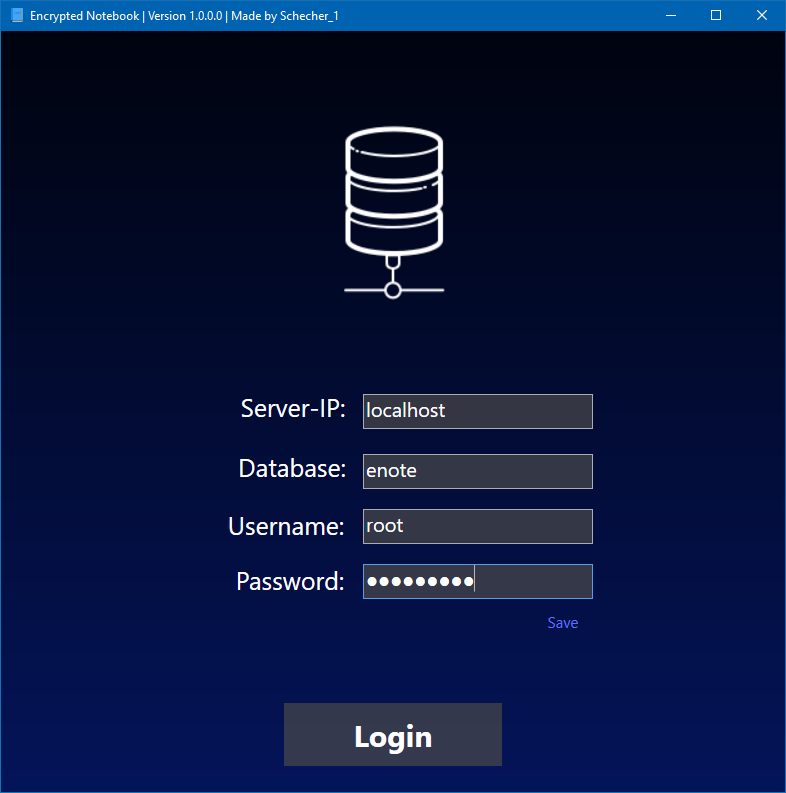 Encrypted Notebook | Version 1.0.0.0 | Made by Schecher_1
Server-IP: localhost
Database: enote
Username: root
Password: ●●●●●●●●●
Save
Login